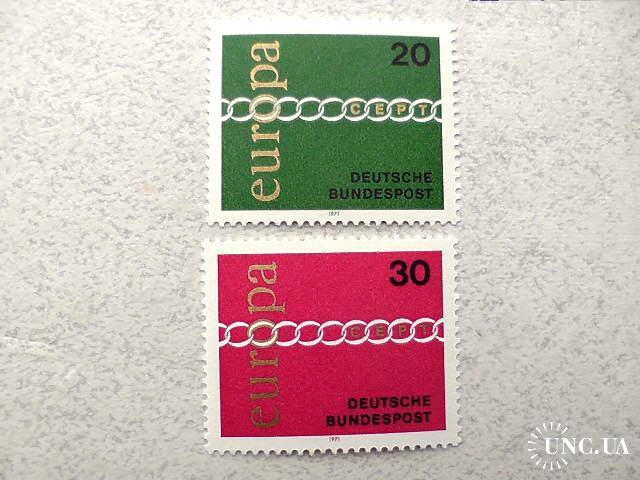 20
europa
CEPT
DEUTSCHE
BUNDESPOST
1971
30
europa
CEPT
DEUTSCHE
BUNDESPOST
1971
UNC.UA